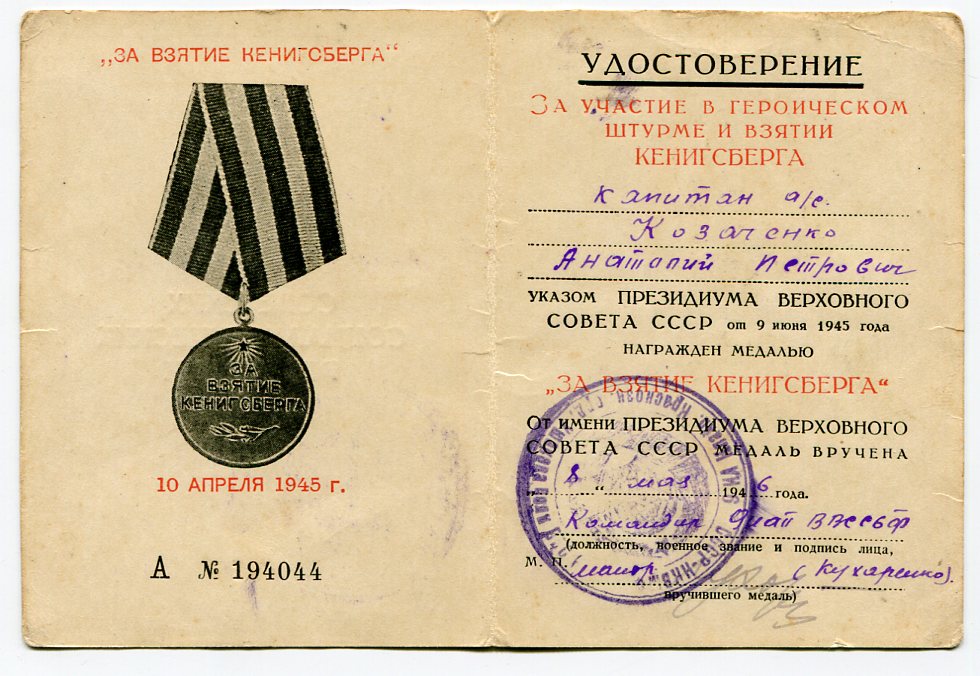 „ЗА ВЗЯТИЕ КЕНИГСБЕРГА“
ЗА
ВЗЯТИЕ
КЕНИГСБЕРГА
10 АПРЕЛЯ 1945 г.
А № 194044
УДОСТОВЕРЕНИЕ
ЗА УЧАСТИЕ В ГЕРОИЧЕСКОМ
ШТУРМЕ И ВЗЯТИИ
КЕНИГСБЕРГА
Капитан а/с.
Козаченко
Анатолий Петрович
УКАЗОМ ПРЕЗИДИУМА ВЕРХОВНОГО
СОВЕТА СССР от 9 июня 1945 года
НАГРАЖДЕН МЕДАЛЬЮ
„ЗА ВЗЯТИЕ КЕНИГСБЕРГА“
От имени ПРЕЗИДИУМА ВЕРХОВНОГО
СОВЕТА СССР МЕДАЛЬ ВРУЧЕНА
„8“ мая 1946 года.
Командир
(должность, военное звание и подпись лица,
М. П. майор (Кухаренко).
вручившего медаль)